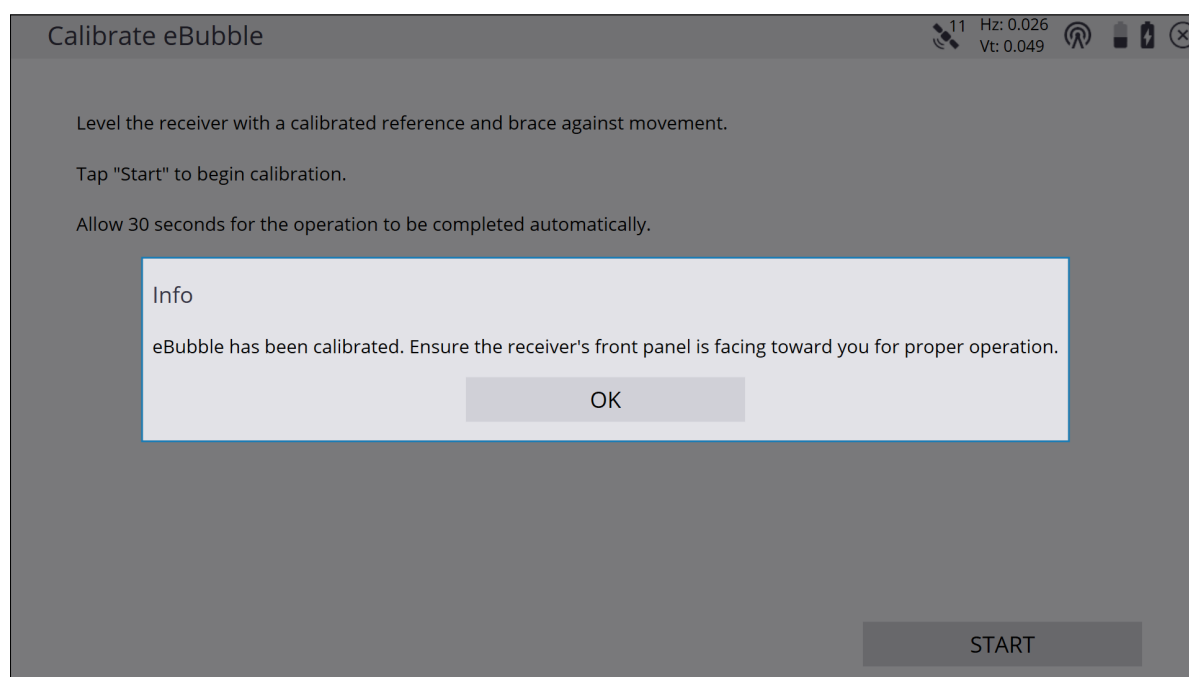 Calibrate eBubble
11
Hz: 0.026
Vt: 0.049
Level the receiver with a calibrated reference and brace against movement.
Tap "Start" to begin calibration.
Allow 30 seconds for the operation to be completed automatically.
Info
eBubble has been calibrated. Ensure the receiver's front panel is facing toward you for proper operation.
OK
START